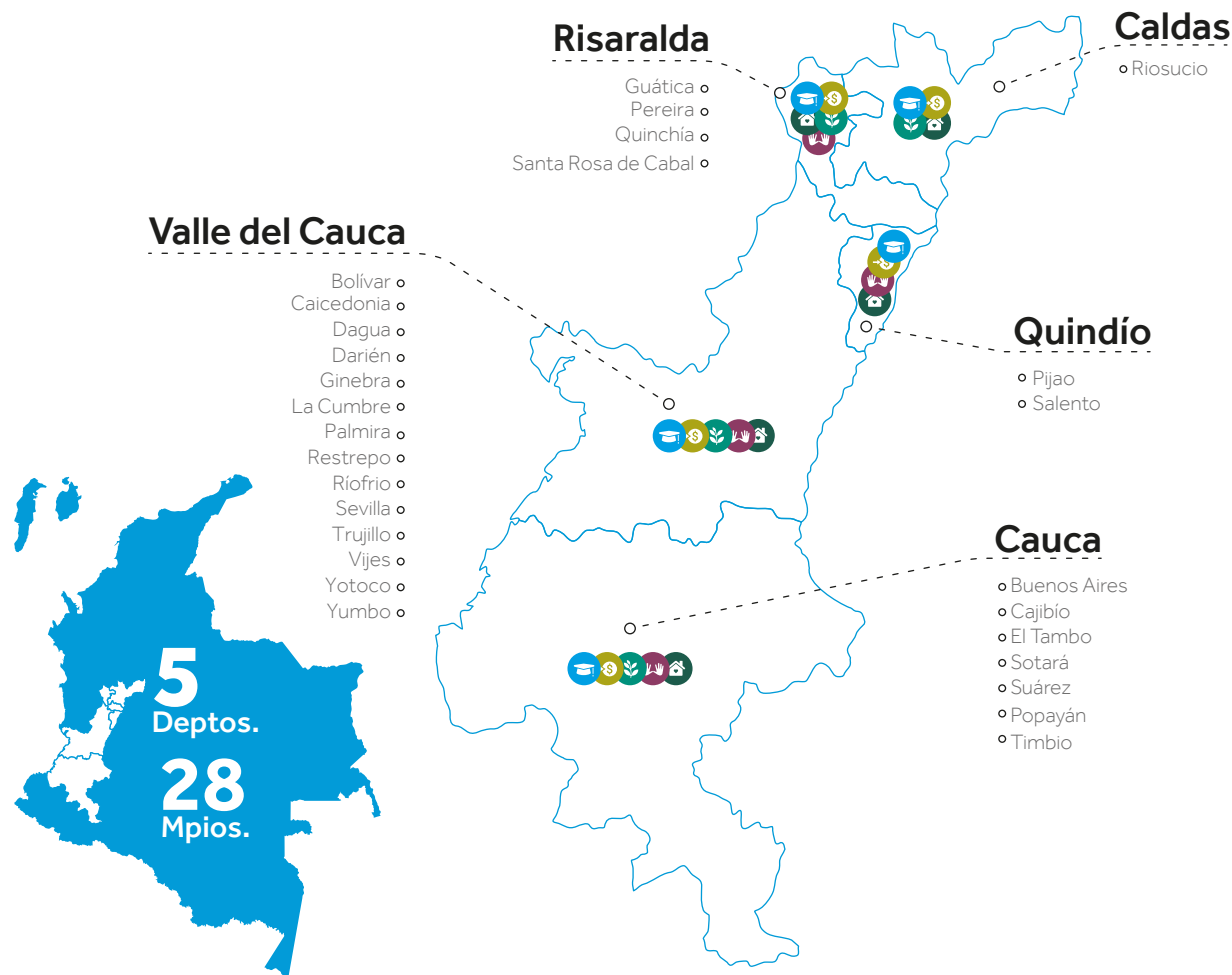 Risaralda
Guática
Pereira
Quinchía
Santa Rosa de Cabal
Caldas
Riosucio
Valle del Cauca
Bolívar
Caicedonia
Dagua
Darién
Ginebra
La Cumbre
Palmira
Restrepo
Ríofrio
Sevilla
Trujillo
Vijes
Yotoco
Yumbo
Quindío
Pijao
Salento
Cauca
Buenos Aires
Cajibío
El Tambo
Sotará
Suárez
Popayán
Timbio
5
Deptos.
28
Mpios.
$
$
$
$
$